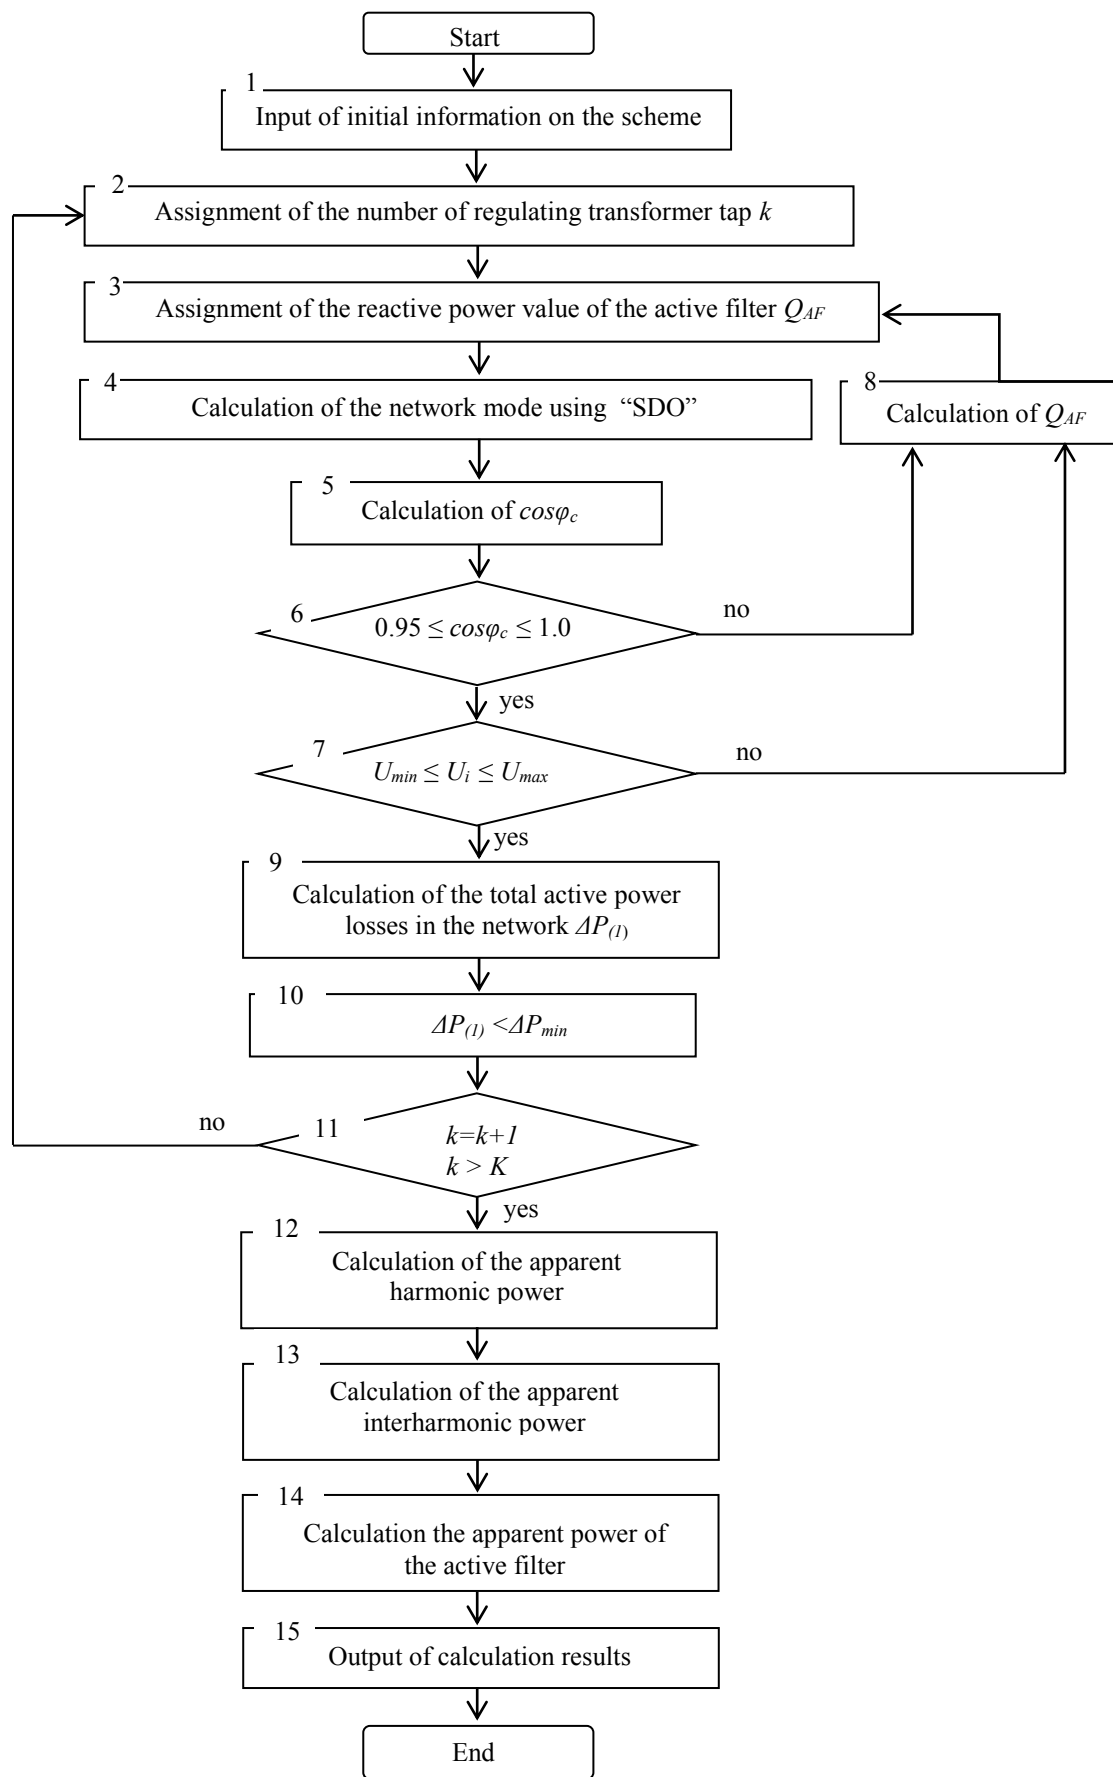 Start
1
Input of initial information on the scheme
2
Assignment of the number of regulating transformer tap k
3
Assignment of the reactive power value of the active filter Q_AF
4
Calculation of the network mode using “SDO”
8
Calculation of Q_AF
5
Calculation of cosφ_c
6
0.95 ≤ cosφ_c ≤ 1.0
no
yes
7
U_min ≤ U_i ≤ U_max
no
yes
9
Calculation of the total active power
losses in the network ΔP_(1)
10
ΔP_(1) <ΔP_min
11
no
k=k+1
k > K
yes
12
Calculation of the apparent
harmonic power
13
Calculation of the apparent
interharmonic power
14
Calculation the apparent power of
the active filter
15
Output of calculation results
End